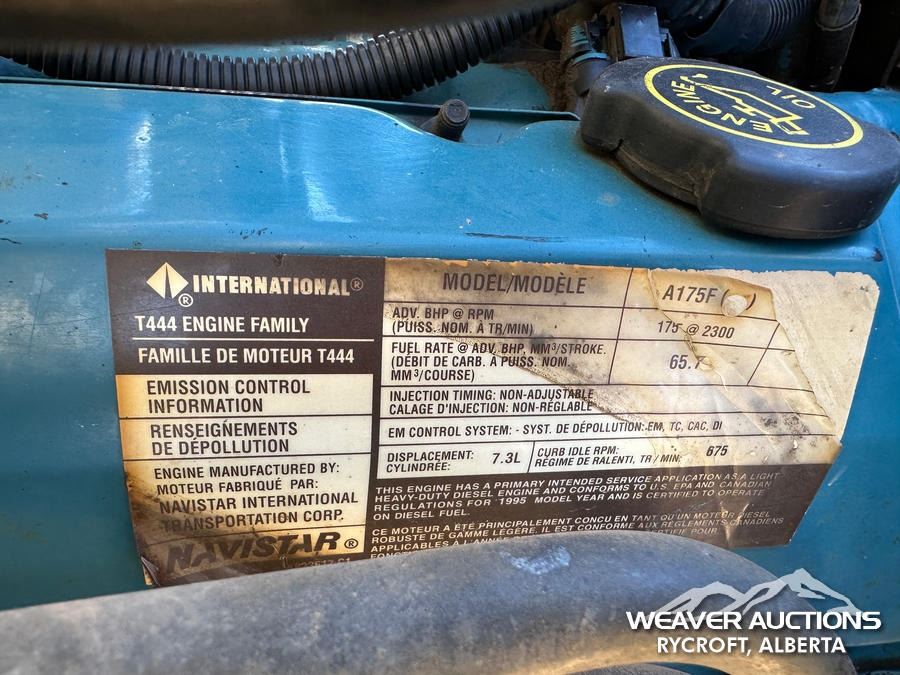 ENGINE
OIL
INTERNATIONAL®
T444 ENGINE FAMILY
FAMILLE DE MOTEUR T444
EMISSION CONTROL
INFORMATION
RENSEIGNEMENTS
DE DÉPOLLUTION
ENGINE MANUFACTURED BY:
MOTEUR FABRIQUÉ PAR:
NAVISTAR INTERNATIONAL
TRANSPORTATION CORP.
NAVISTAR®
MODEL/MODÈLE A175F
ADV. BHP @ RPM
(PUISS. NOM. À TR/MIN) 175 @ 2300
FUEL RATE @ ADV. BHP, MM³/STROKE.
(DÉBIT DE CARB. À PUISS. NOM.
MM³/COURSE) 65.7
INJECTION TIMING: NON-ADJUSTABLE
CALAGE D'INJECTION: NON-RÉGLABLE
EM CONTROL SYSTEM: - SYST. DE DÉPOLLUTION: EM, TC, CAC, DI
DISPLACEMENT:
CYLINDRÉE: 7.3L
CURB IDLE RPM:
RÉGIME DE RALENTI, TR / MIN: 675
THIS ENGINE HAS A PRIMARY INTENDED SERVICE APPLICATION AS A LIGHT
HEAVY-DUTY DIESEL ENGINE AND CONFORMS TO U.S. EPA AND CANADIAN
REGULATIONS FOR 1995 MODEL YEAR AND IS CERTIFIED TO OPERATE
ON DIESEL FUEL.
CE MOTEUR A ÉTÉ PRINCIPALEMENT CONCU EN TANT QU'UN MOTEUR DIESEL
ROBUSTE DE GAMME LÉGÈRE. IL EST CONFORME AUX RÈGLEMENTS CANADIENS
APPLICABLES À L'ANNÉE
WEAVER AUCTIONS
RYCROFT, ALBERTA